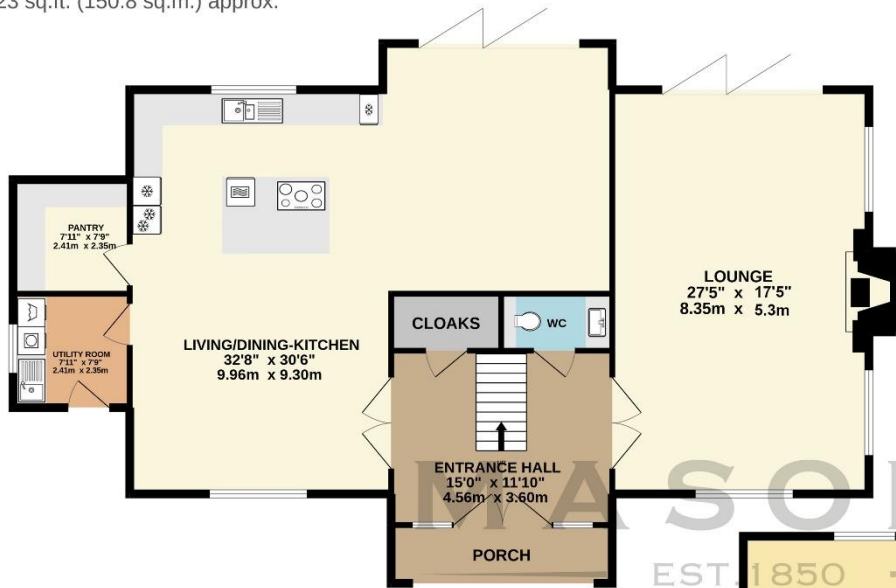 23 sq.ft. (150.8 sq.m.) approx.
PANTRY
7'11" x 7'9"
2.41m x 2.35m
UTILITY ROOM
7'11" x 7'9"
2.41m x 2.35m
LIVING/DINING-KITCHEN
32'8" x 30'6"
9.96m x 9.30m
CLOAKS
WC
LOUNGE
27'5" x 17'5"
8.35m x 5.3m
ENTRANCE HALL
15'0" x 11'10"
4.56m x 3.60m
PORCH
MASO
EST.1850